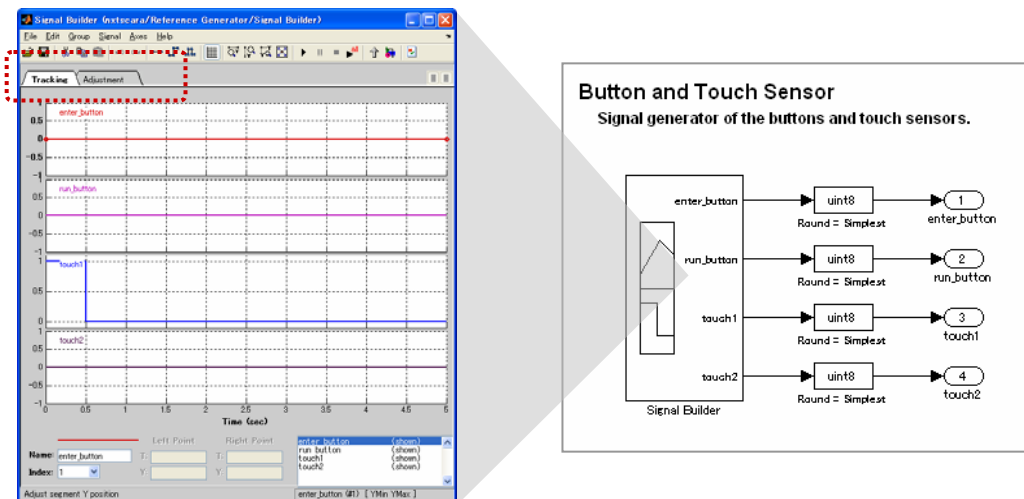 Signal Builder (nxtscara/Reference Generator/Signal Builder)
File Edit Group Signal Axes Help
Tracking Adjustment
enter_button
0.5
0
-0.5
-1
run_button
0.5
0
-0.5
-1
1
touch1
0.5
0
1
touch2
0.5
0
-0.5
-1
0 0.5 1 1.5 2 2.5 3 3.5 4 4.5 5
Time (sec)
Left Point Right Point
Name: enter_button T: T:
Index: 1 Y: Y:
enter_button (shown)
run_button (shown)
touch1 (shown)
touch2 (shown)
Adjust segment Y position enter_button (#1) [ YMin YMax ]
Button and Touch Sensor
Signal generator of the buttons and touch sensors.
enter_button uint8 1
Round = Simplest enter_button
run_button uint8 2
Round = Simplest run_button
touch1 uint8 3
Round = Simplest touch1
touch2 uint8 4
Round = Simplest touch2
Signal Builder